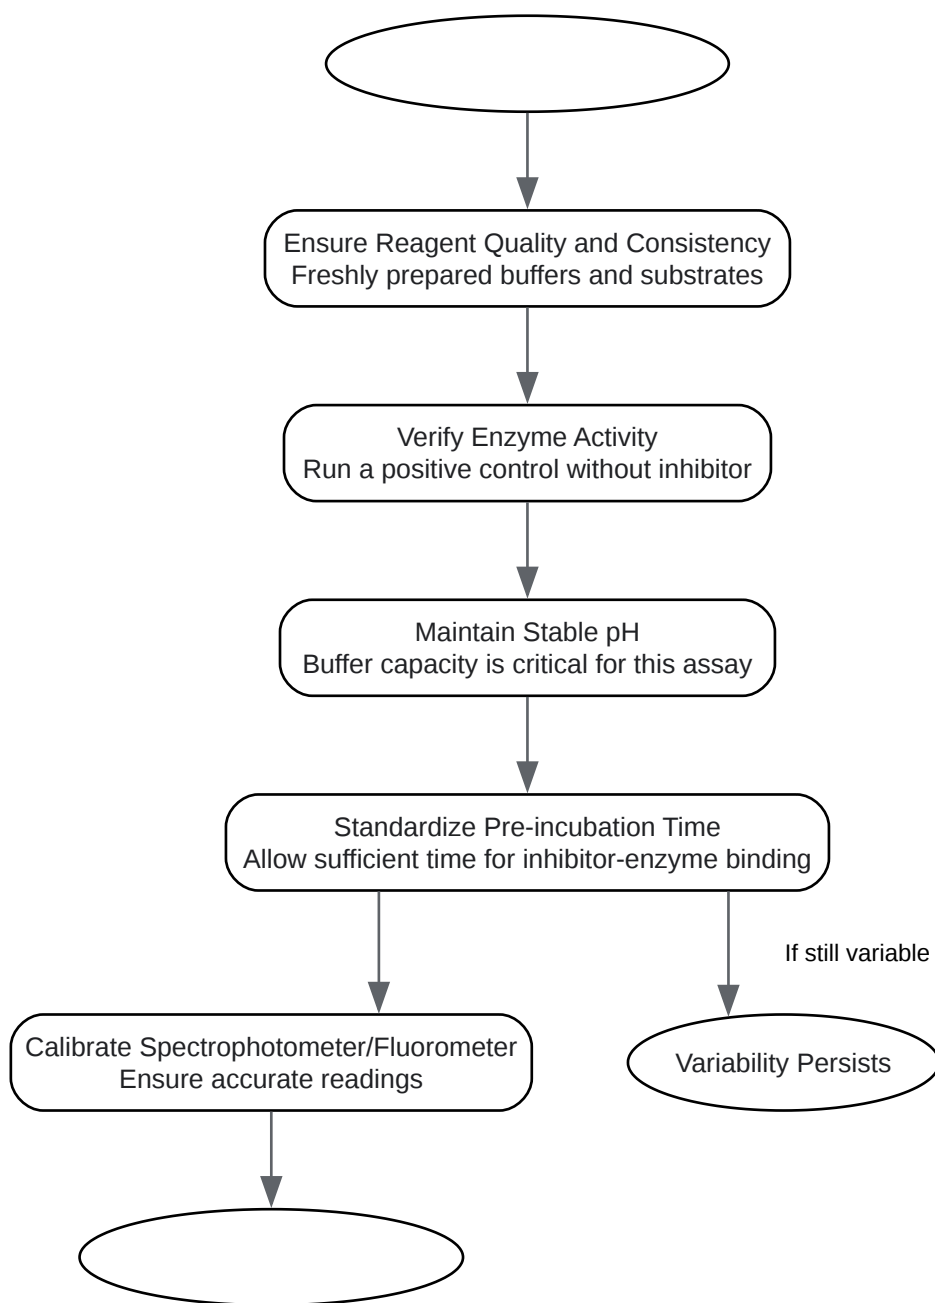 Ensure Reagent Quality and Consistency
Freshly prepared buffers and substrates
Verify Enzyme Activity
Run a positive control without inhibitor
Maintain Stable pH
Buffer capacity is critical for this assay
Standardize Pre-incubation Time
Allow sufficient time for inhibitor-enzyme binding
If still variable
Calibrate Spectrophotometer/Fluorometer
Ensure accurate readings
Variability Persists